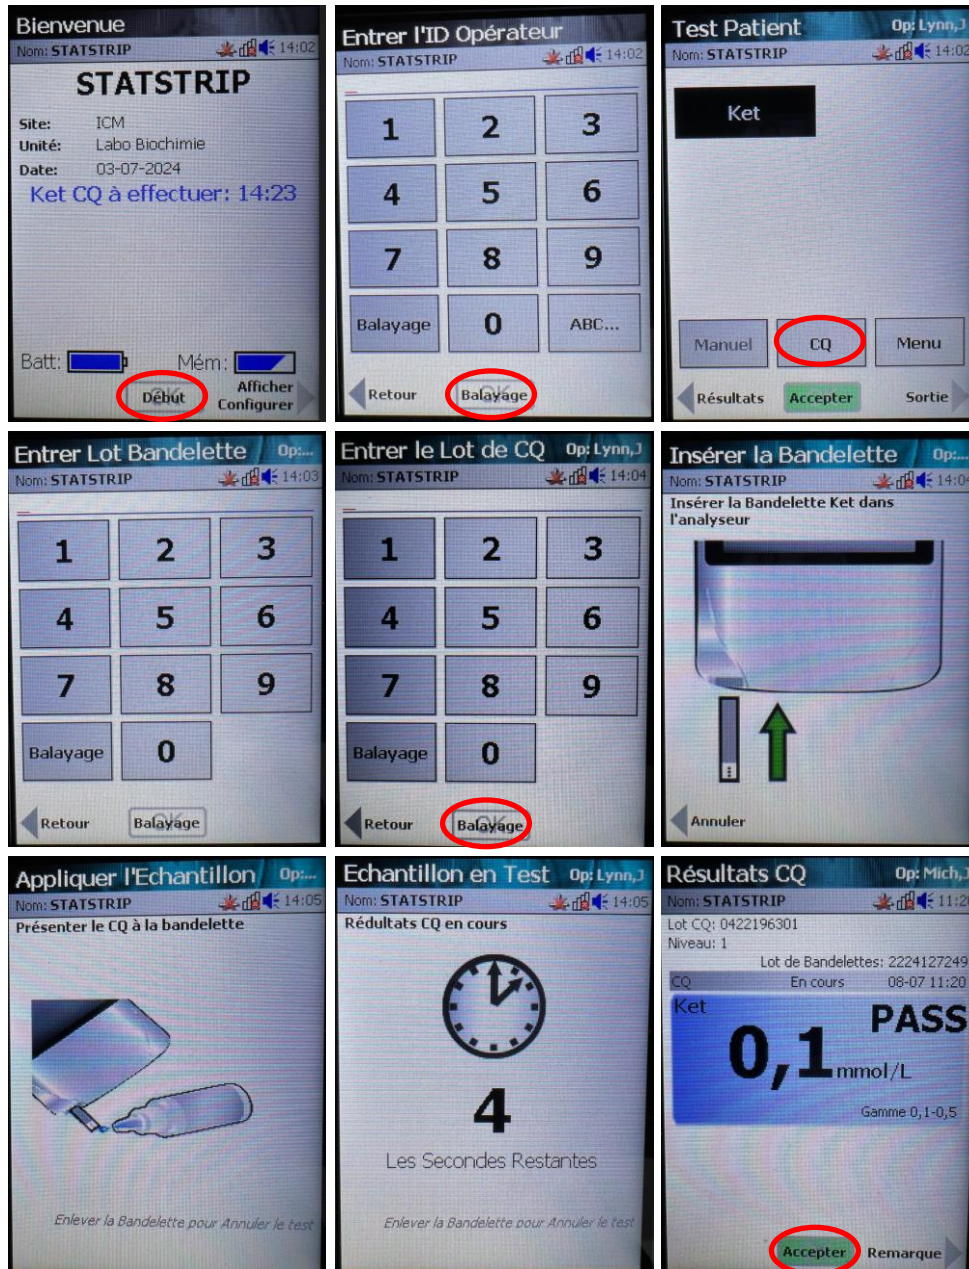 Bienvenue
Nom: STATSTRIP 14:02
STATSTRIP
Site: ICM
Unité: Labo Biochimie
Date: 03-07-2024
Ket CQ à effectuer: 14:23
Batt: Mém:
Début
Afficher
Configurer
Entrer l'ID Opérateur
Nom: STATSTRIP 14:02
1 2 3
4 5 6
7 8 9
Balayage 0 ABC...
Retour Balayage
Test Patient Op: Lynn,J
Nom: STATSTRIP 14:02
Ket
Manuel CQ Menu
Résultats Accepter Sortie
Entrer Lot Bandelette Op:...
Nom: STATSTRIP 14:03
1 2 3
4 5 6
7 8 9
Balayage 0
Retour Balayage
Entrer le Lot de CQ Op: Lynn,J
Nom: STATSTRIP 14:04
1 2 3
4 5 6
7 8 9
Balayage 0
Retour Balayage
Insérer la Bandelette Op:...
Nom: STATSTRIP 14:04
Insérer la Bandelette Ket dans
l'analyseur
Annuler
Appliquer l'Echantillon Op:...
Nom: STATSTRIP 14:05
Présenter le CQ à la bandelette
Enlever la Bandelette pour Annuler le test
Echantillon en Test Op: Lynn,J
Nom: STATSTRIP 14:05
Rédultats CQ en cours
4
Les Secondes Restantes
Enlever la Bandelette pour Annuler le test
Résultats CQ Op: Mich,J
Nom: STATSTRIP 11:20
Lot CQ: 0422196301
Niveau: 1
Lot de Bandelettes: 2224127249
CQ En cours 08-07 11:20
Ket PASS
0,1 mmol/L
Gamme 0,1-0,5
Accepter Remarque